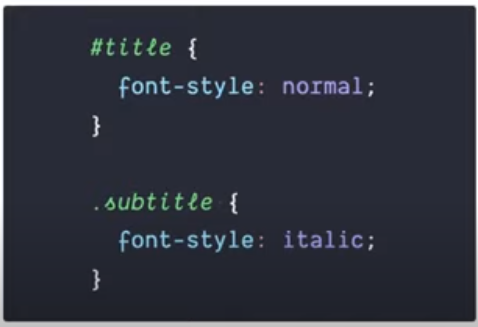 #title {
  font-style: normal;
}

.subtitle {
  font-style: italic;
}